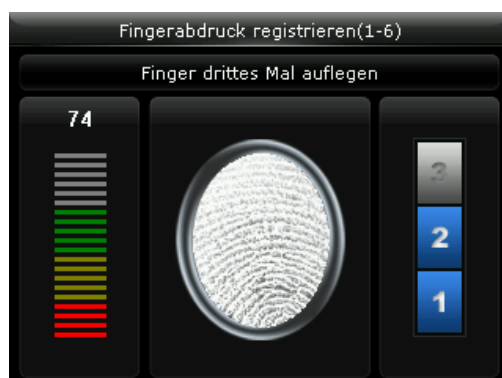 Fingerabdruck registrieren(1-6)
Finger drittes Mal auflegen
74
3
2
1